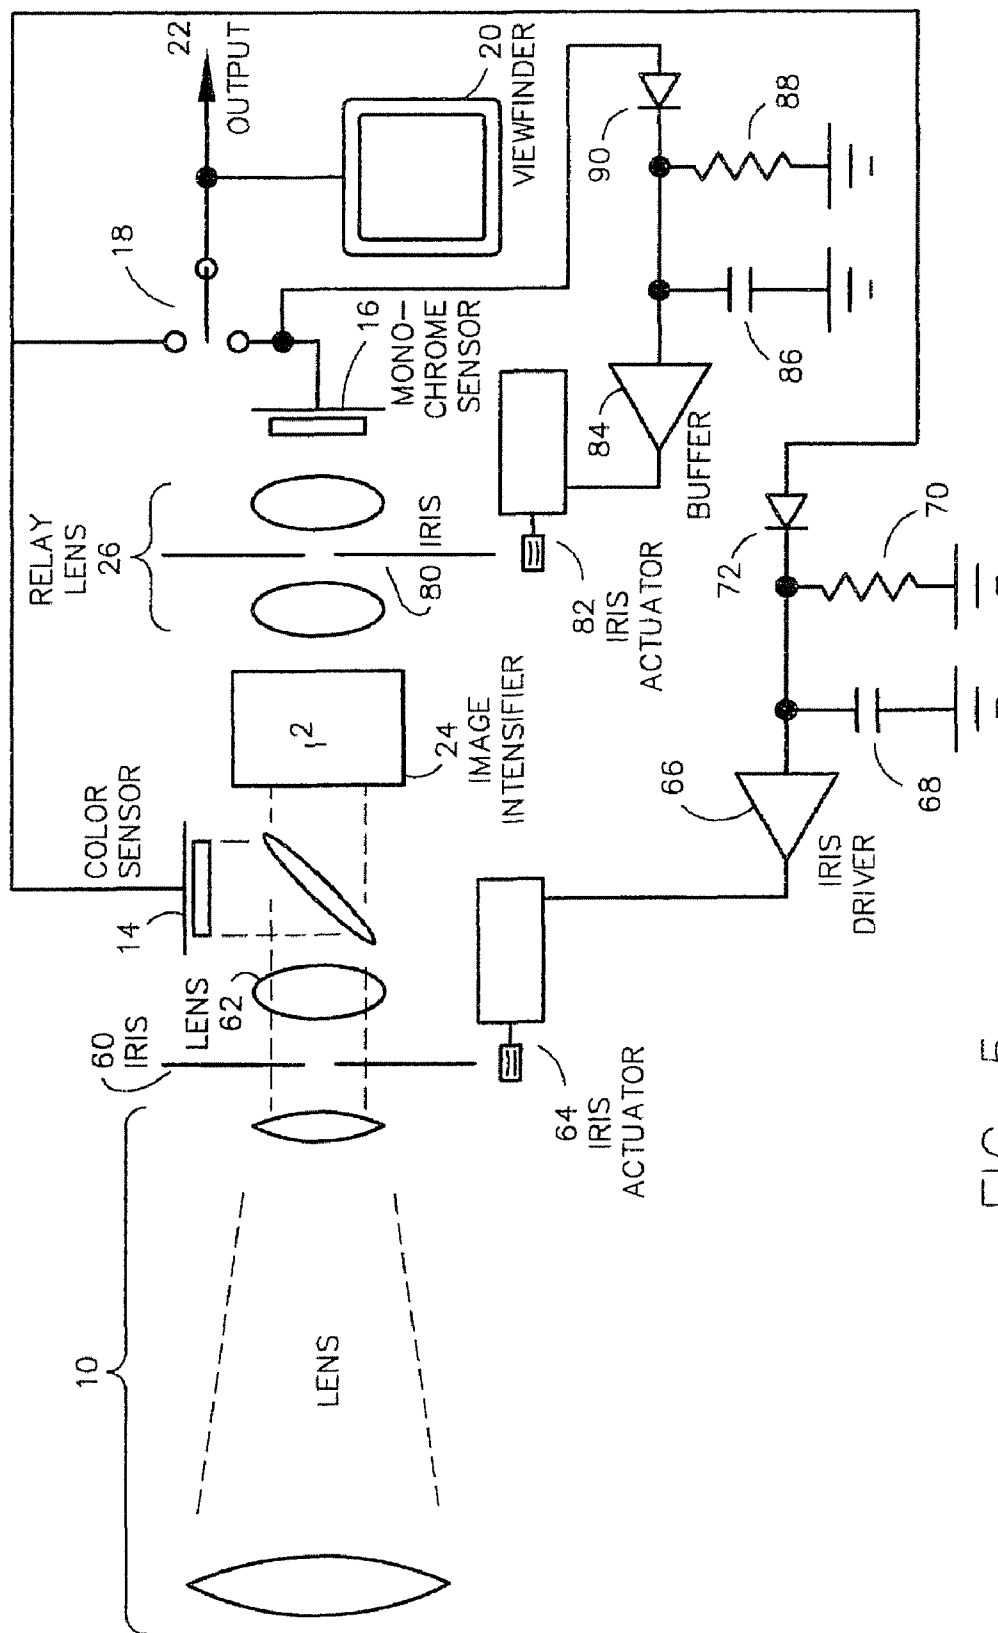 10
LENS
60
IRIS
LENS
62
14
COLOR
SENSOR
I2
24
IMAGE
INTENSIFIER
RELAY
LENS
26
80
IRIS
16
MONO-
CHROME
SENSOR
18
22
OUTPUT
20
VIEWFINDER
64
IRIS
ACTUATOR
82
IRIS
ACTUATOR
84
BUFFER
86
88
90
66
IRIS
DRIVER
68
70
72